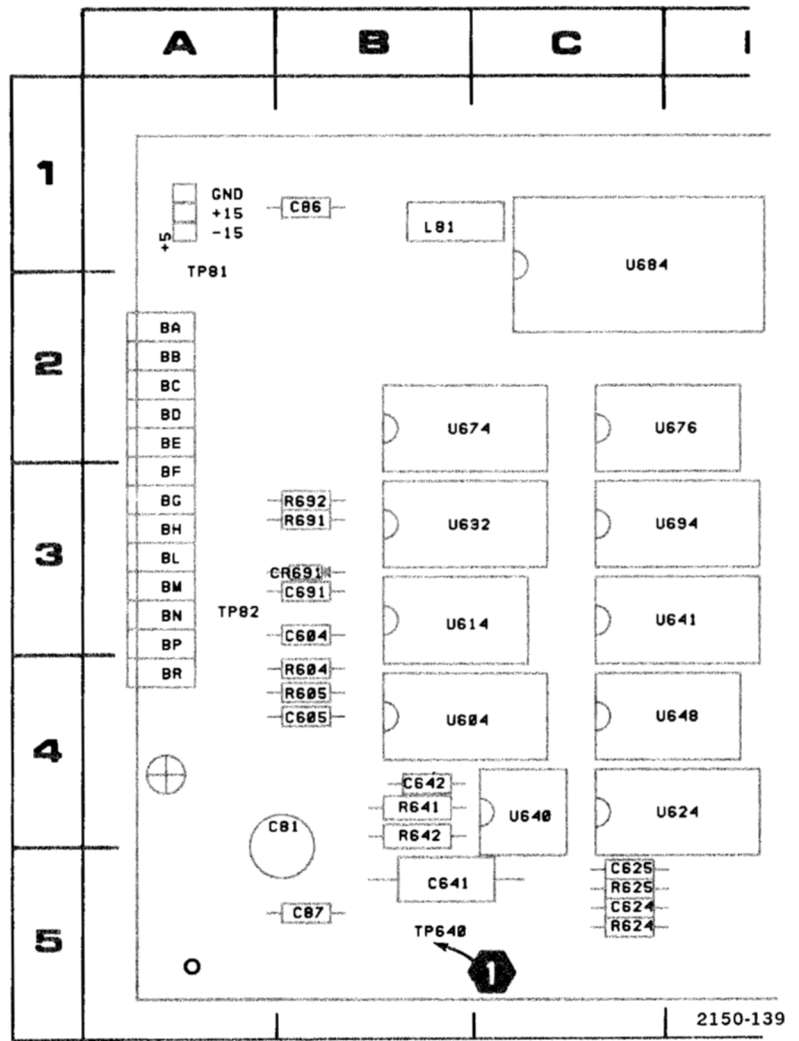 A B C
1
GND
+15
-15
+5
TP81
C86
L81
U684
2
BA
BB
BC
BD
BE
BF
BG
BH
BL
BM
BN
BP
BR
U674
U676
3
R692
R691
U632
U694
CR691
C691
TP82
C604
U614
U641
4
R604
R605
C605
U604
U648
C642
R641
R642
U640
U624
C81
5
C641
C625
R625
C624
R624
C87
TP640
1
2150-139